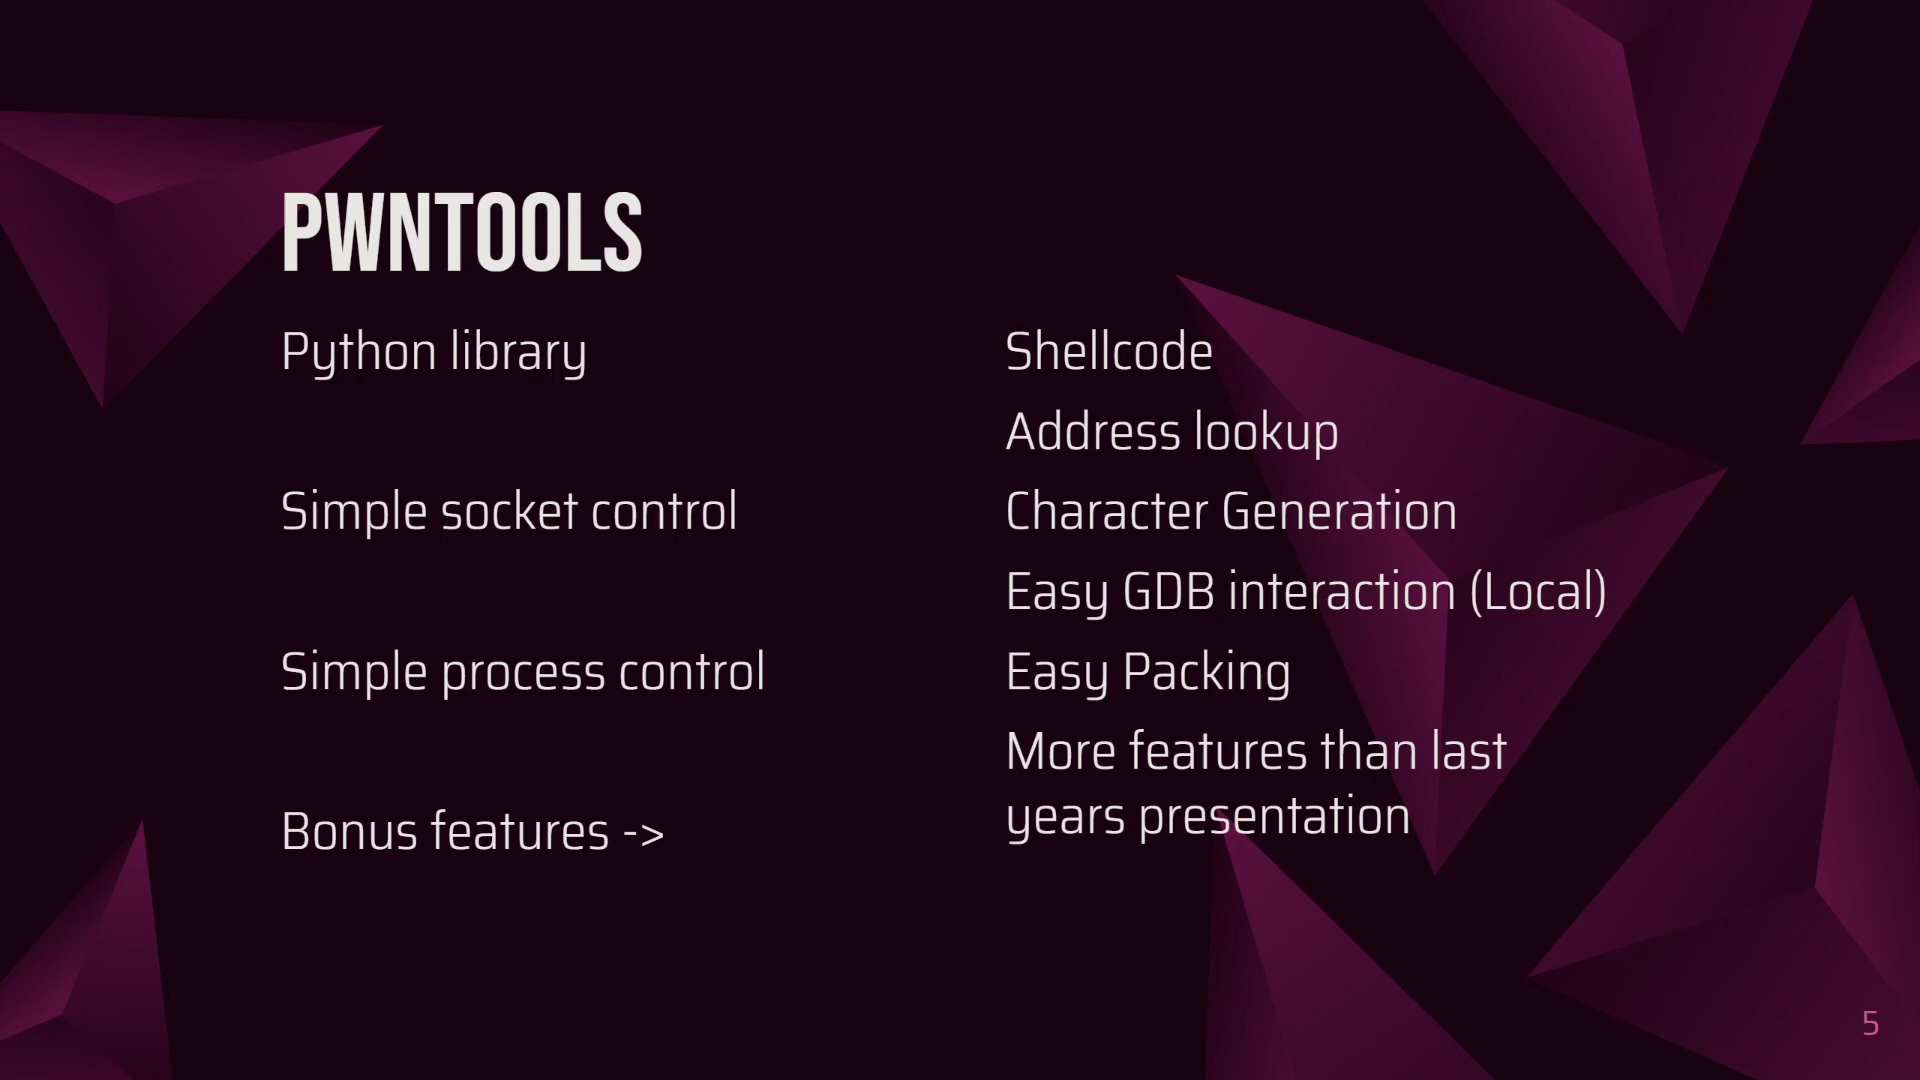 PWNTOOLS
Python library
Simple socket control
Simple process control
Bonus features ->
Shellcode
Address lookup
Character Generation
Easy GDB interaction (Local)
Easy Packing
More features than last
years presentation
5